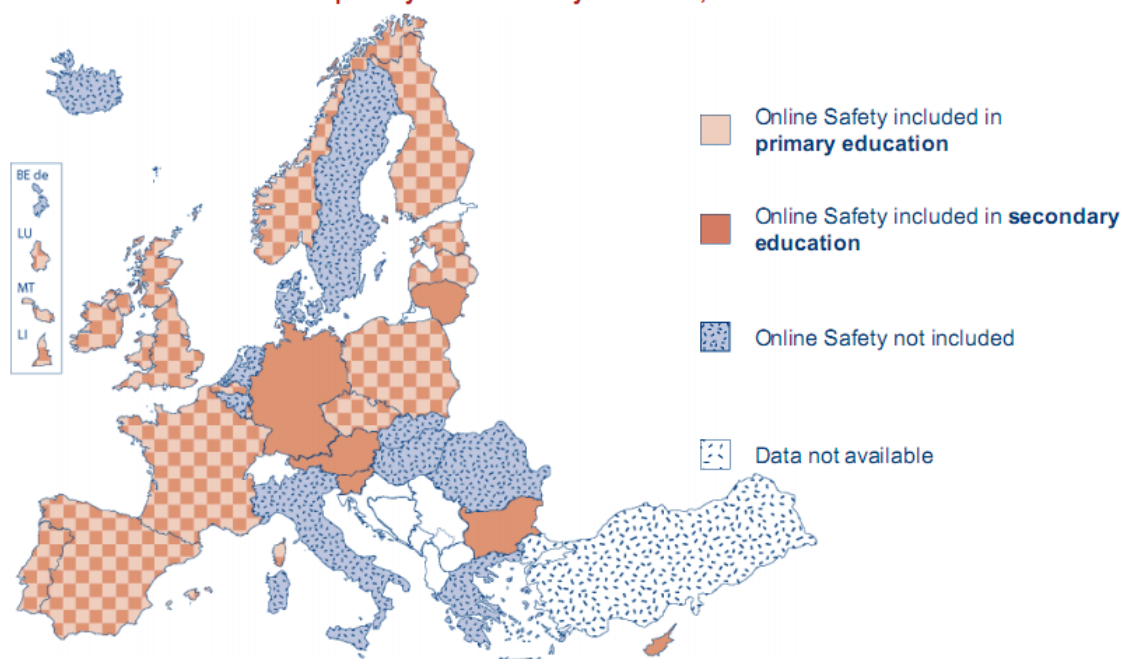 BE de
LU
MT
LI
Online Safety included in
primary education
Online Safety included in secondary
education
Online Safety not included
Data not available